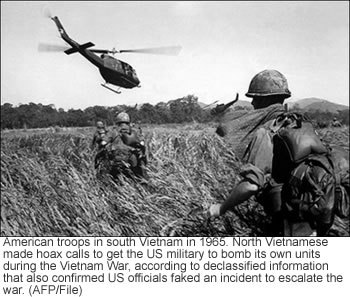 American troops in south Vietnam in 1965. North Vietnamese
made hoax calls to get the US military to bomb its own units
during the Vietnam War, according to declassified information
that also confirmed US officials faked an incident to escalate the
war. (AFP/File)